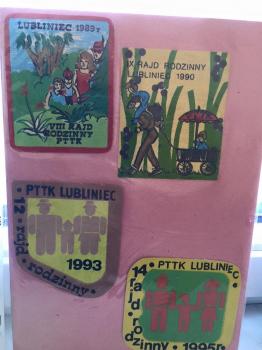 LUBLINIEC 1989r
VIII RAJD
RODZINNY
PTTK
IX RAJD RODZINNY
LUBLINIEC 1990
PTTK LUBLINIEC
12 • rajd • rodzinny •
1993
PTTK LUBLINIEC
14 rajd rodzinny • 1995r •